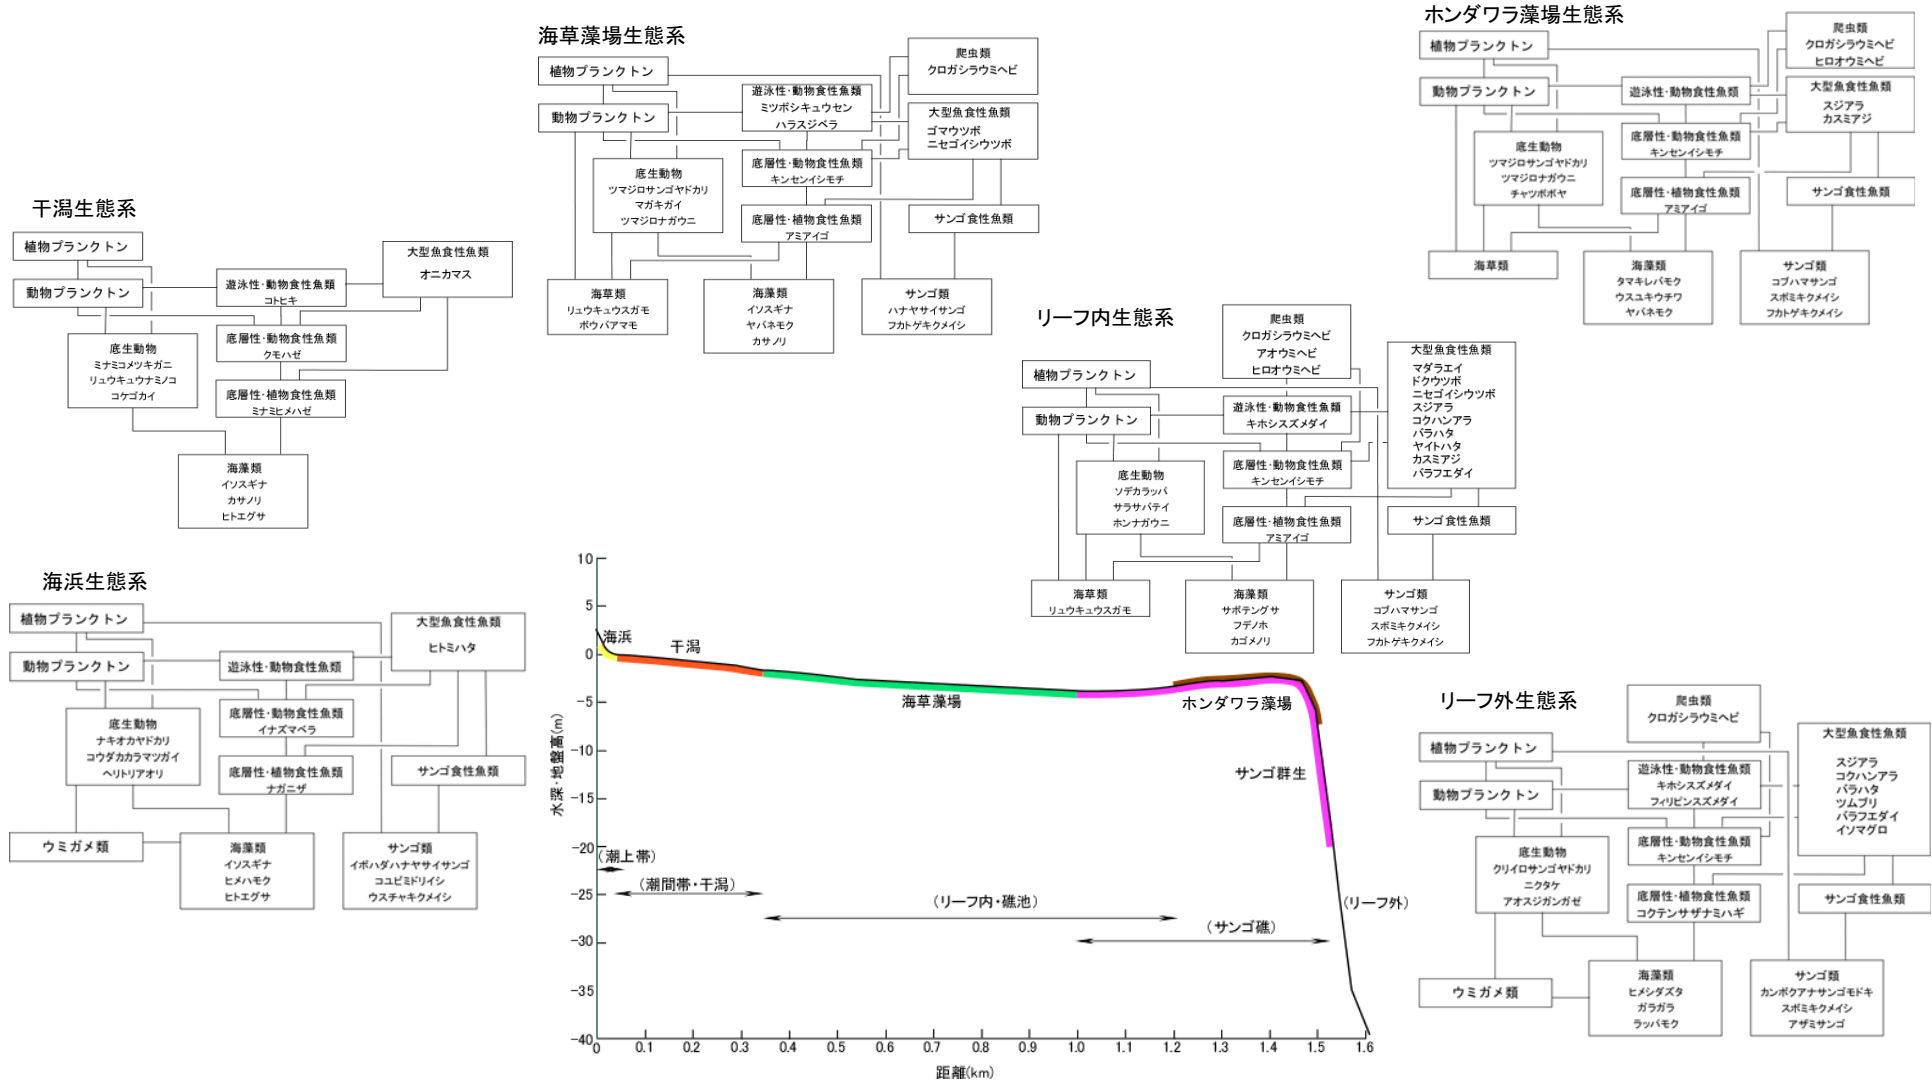 海草藻場生態系
植物プランクトン
動物プランクトン
遊泳性・動物食性魚類
ミツボシキュウセン
ハラスジベラ
爬虫類
クロガシラウミヘビ
大型魚食性魚類
ゴマウツボ
ニセゴイシウツボ
底生動物
ツマジロサンゴヤドカリ
マガキガイ
ツマジロナガウニ
底層性・動物食性魚類
キンセンイシモチ
底層性・植物食性魚類
アミアイゴ
サンゴ食性魚類
海草類
リュウキュウスガモ
ボウバアマモ
海藻類
イソスギナ
ヤバネモク
カサノリ
サンゴ類
ハナヤサイサンゴ
フカトゲキクメイシ
ホンダワラ藻場生態系
植物プランクトン
動物プランクトン
遊泳性・動物食性魚類
爬虫類
クロガシラウミヘビ
ヒロオウミヘビ
大型魚食性魚類
スジアラ
カスミアジ
底生動物
ツマジロサンゴヤドカリ
ツマジロナガウニ
チャツボボヤ
底層性・動物食性魚類
キンセンイシモチ
底層性・植物食性魚類
アミアイゴ
サンゴ食性魚類
海草類
海藻類
タマキレバモク
ウスユキウチワ
ヤバネモク
サンゴ類
コブハマサンゴ
スボミキクメイシ
フカトゲキクメイシ
干潟生態系
植物プランクトン
動物プランクトン
遊泳性・動物食性魚類
コトヒキ
大型魚食性魚類
オニカマス
底生動物
ミナミコメツキガニ
リュウキュウナミノコ
コケゴカイ
底層性・動物食性魚類
クモハゼ
底層性・植物食性魚類
ミナミヒメハゼ
海藻類
イソスギナ
カサノリ
ヒトエグサ
リーフ内生態系
植物プランクトン
動物プランクトン
爬虫類
クロガシラウミヘビ
アオウミヘビ
ヒロオウミヘビ
遊泳性・動物食性魚類
キホシスズメダイ
大型魚食性魚類
マダラエイ
ドクウツボ
ニセゴイシウツボ
スジアラ
コクハンアラ
バラハタ
ヤイトハタ
カスミアジ
バラフエダイ
底生動物
ソデカラッパ
サラサバテイ
ホンナガウニ
底層性・動物食性魚類
キンセンイシモチ
底層性・植物食性魚類
アミアイゴ
サンゴ食性魚類
海草類
リュウキュウスガモ
海藻類
サボテングサ
フデノホ
カゴメノリ
サンゴ類
コブハマサンゴ
スボミキクメイシ
フカトゲキクメイシ
海浜生態系
植物プランクトン
動物プランクトン
遊泳性・動物食性魚類
大型魚食性魚類
ヒトミハタ
底生動物
ナキオカヤドカリ
コウダカカラマツガイ
ヘリトリアオリ
底層性・動物食性魚類
イナズマベラ
底層性・植物食性魚類
ナガニザ
サンゴ食性魚類
ウミガメ類
海藻類
イソスギナ
ヒメハモク
ヒトエグサ
サンゴ類
イボハダハナヤサイサンゴ
コユビミドリイシ
ウスチャキクメイシ
リーフ外生態系
植物プランクトン
動物プランクトン
爬虫類
クロガシラウミヘビ
遊泳性・動物食性魚類
キホシスズメダイ
フィリピンスズメダイ
大型魚食性魚類
スジアラ
コクハンアラ
バラハタ
ツムブリ
バラフエダイ
イソマグロ
底生動物
クリイロサンゴヤドカリ
ニクタケ
アオスジガンガゼ
底層性・動物食性魚類
キンセンイシモチ
底層性・植物食性魚類
コクテンサザナミハギ
サンゴ食性魚類
ウミガメ類
海藻類
ヒメシダズタ
ガラガラ
ラッパモク
サンゴ類
カンボクアナサンゴモドキ
スボミキクメイシ
アザミサンゴ
水深・地盤高(m)
10
5
0
-5
-10
-15
-20
-25
-30
-35
-40
海浜
干潟
海草藻場
ホンダワラ藻場
サンゴ群生
(潮上帯)
(潮間帯・干潟)
(リーフ内・礁池)
(サンゴ礁)
(リーフ外)
0 0.1 0.2 0.3 0.4 0.5 0.6 0.7 0.8 0.9 1.0 1.1 1.2 1.3 1.4 1.5 1.6
距離(km)